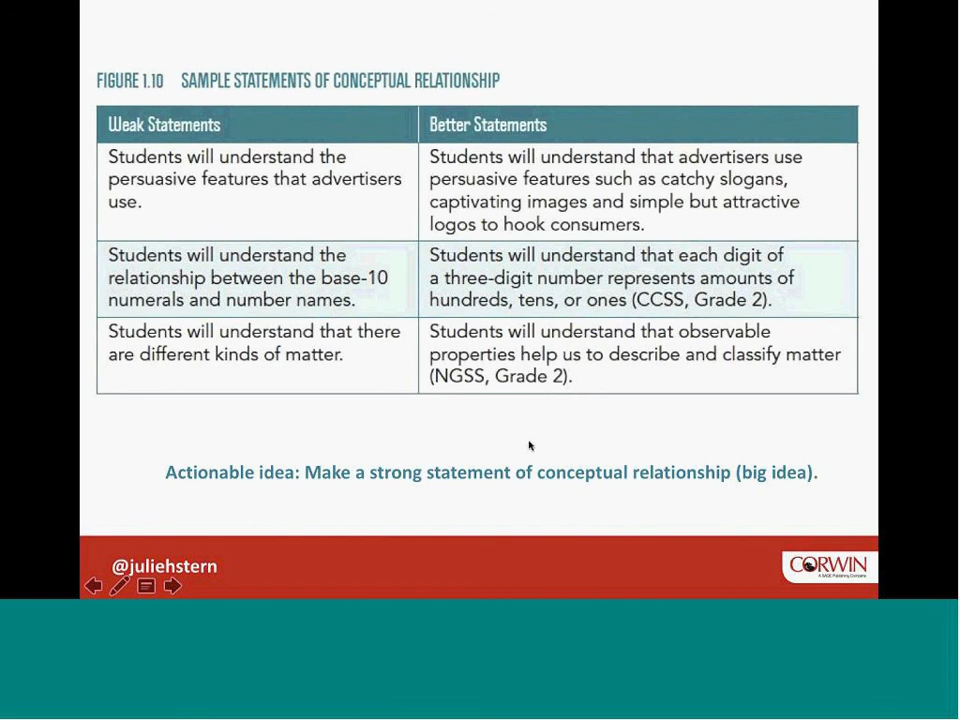 FIGURE 1.10 SAMPLE STATEMENTS OF CONCEPTUAL RELATIONSHIP
Weak Statements
Better Statements
Students will understand the
persuasive features that advertisers
use.
Students will understand that advertisers use
persuasive features such as catchy slogans,
captivating images and simple but attractive
logos to hook consumers.
Students will understand the
relationship between the base-10
numerals and number names.
Students will understand that each digit of
a three-digit number represents amounts of
hundreds, tens, or ones (CCSS, Grade 2).
Students will understand that there
are different kinds of matter.
Students will understand that observable
properties help us to describe and classify matter
(NGSS, Grade 2).
Actionable idea: Make a strong statement of conceptual relationship (big idea).
@juliehstern
CORWIN
A SAGE Publishing Company